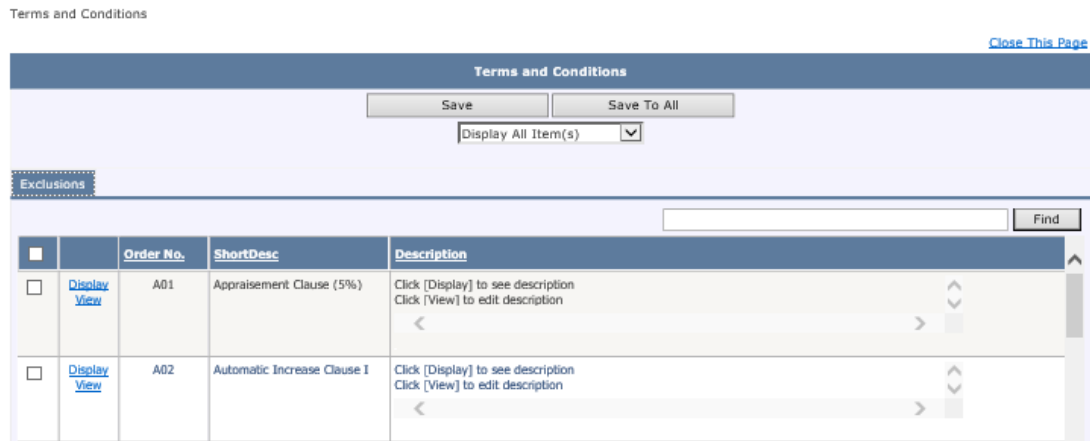 Terms and Conditions
Close This Page
Terms and Conditions
Save Save To All
Display All Item(s)
Exclusions
Find
Order No. ShortDesc Description
Display A01 Appraisement Clause (5%) Click [Display] to see description
View Click [View] to edit description
Display A02 Automatic Increase Clause I Click [Display] to see description
View Click [View] to edit description